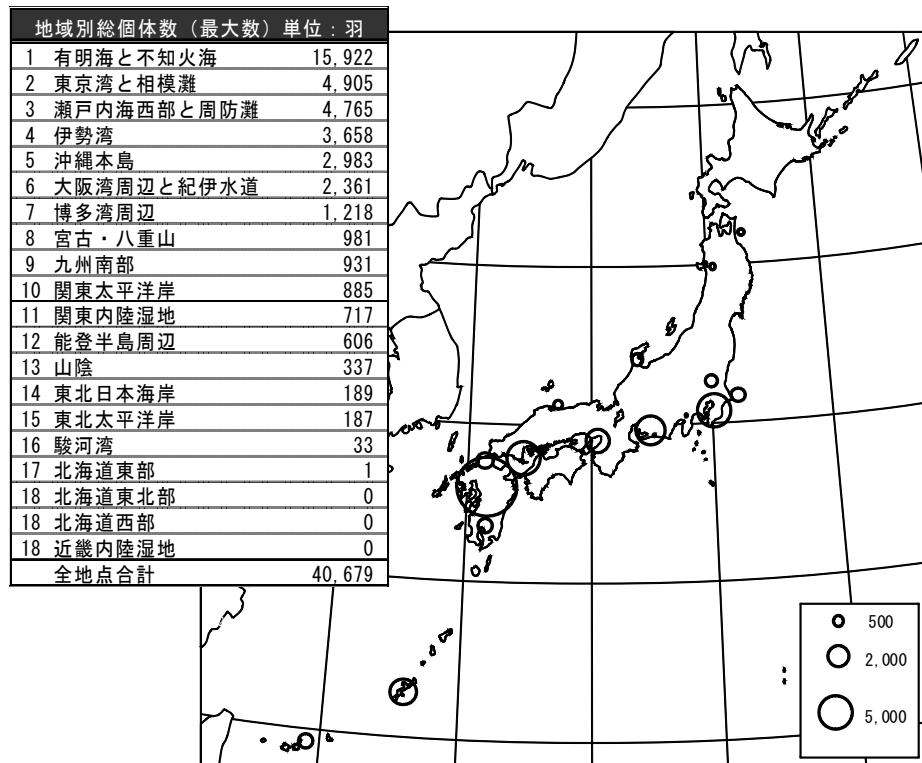 地域別総個体数（最大数）単位：羽
1 有明海と不知火海 15,922
2 東京湾と相模灘 4,905
3 瀬戸内海西部と周防灘 4,765
4 伊勢湾 3,658
5 沖縄本島 2,983
6 大阪湾周辺と紀伊水道 2,361
7 博多湾周辺 1,218
8 宮古・八重山 981
9 九州南部 931
10 関東太平洋岸 885
11 関東内陸湿地 717
12 能登半島周辺 606
13 山陰 337
14 東北日本海岸 189
15 東北太平洋岸 187
16 駿河湾 33
17 北海道東部 1
18 北海道東北部 0
18 北海道西部 0
18 近畿内陸湿地 0
全地点合計 40,679
500
2,000
5,000